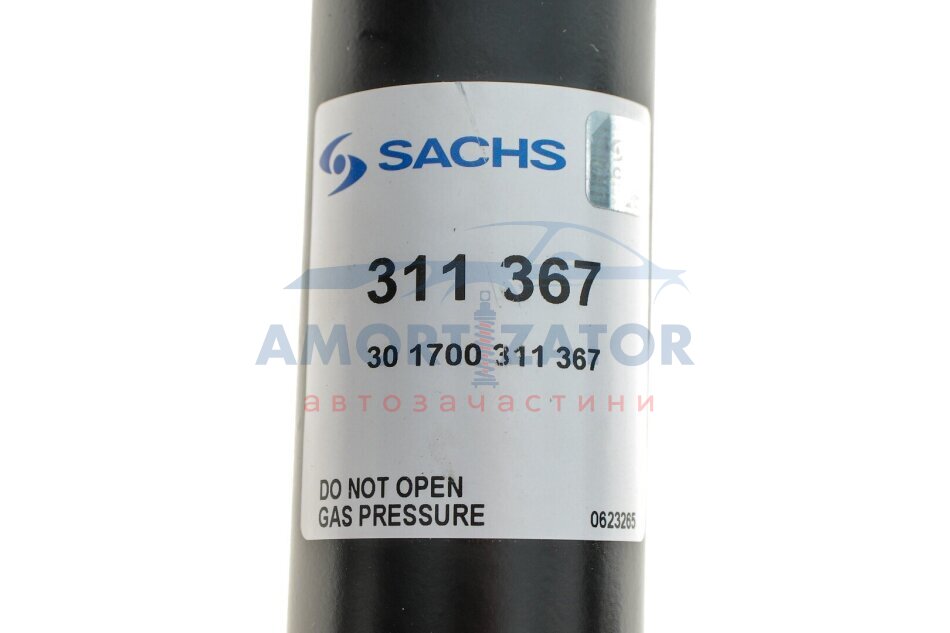 SACHS
311 367
AMORTIZATOR
30 1700 311 367
автозачастини
DO NOT OPEN
GAS PRESSURE
0623265